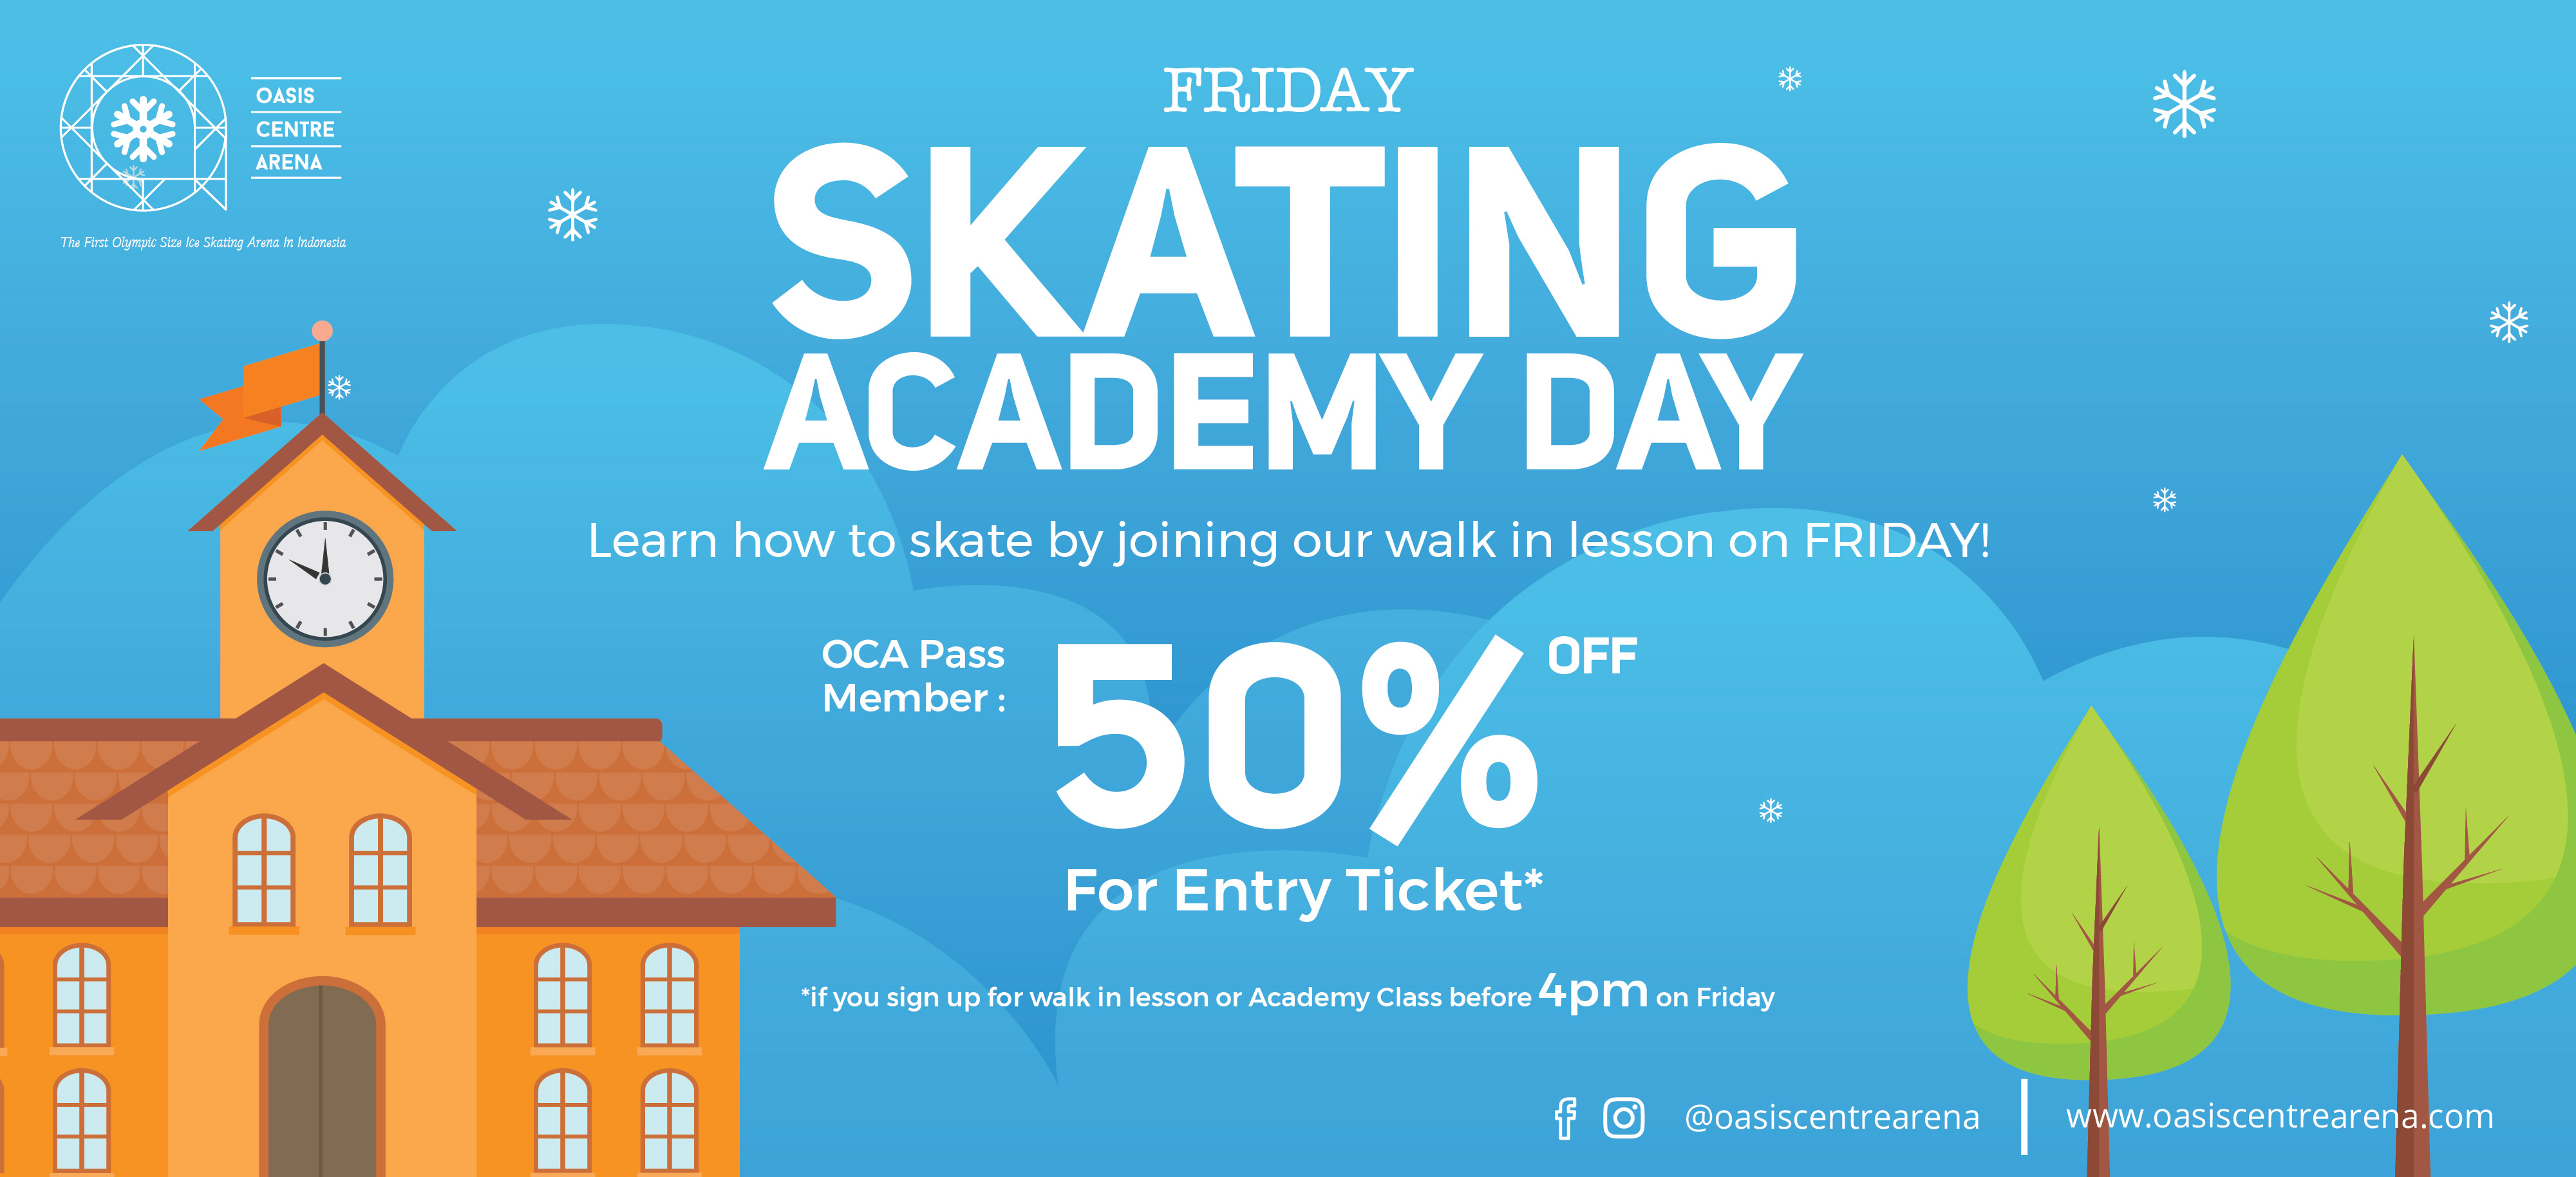 OASIS
CENTRE
ARENA
The First Olympic Size Ice Skating Arena In Indonesia
FRIDAY
SKATING
ACADEMY DAY
Learn how to skate by joining our walk in lesson on FRIDAY!
OCA Pass
Member :
50% OFF
For Entry Ticket*
*if you sign up for walk in lesson or Academy Class before 4pm on Friday
@oasiscentrearena | www.oasiscentrearena.com